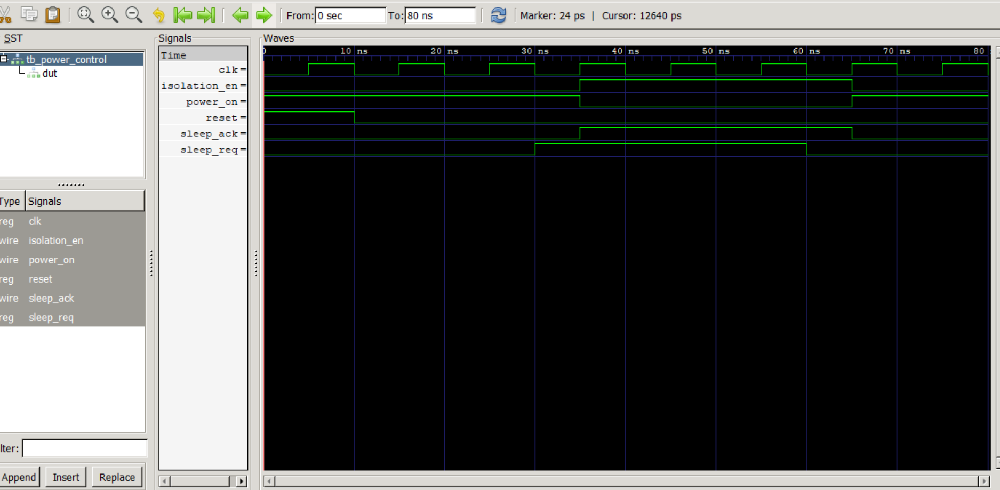 From: 0 sec To: 80 ns Marker: 24 ps | Cursor: 12640 ps
SST
tb_power_control
dut
Type Signals
reg clk
wire isolation_en
wire power_on
reg reset
wire sleep_ack
reg sleep_req
lter:
Append Insert Replace
Signals
Time
clk=
isolation_en=
power_on=
reset=
sleep_ack=
sleep_req=
Waves
0 10 ns 20 ns 30 ns 40 ns 50 ns 60 ns 70 ns 80